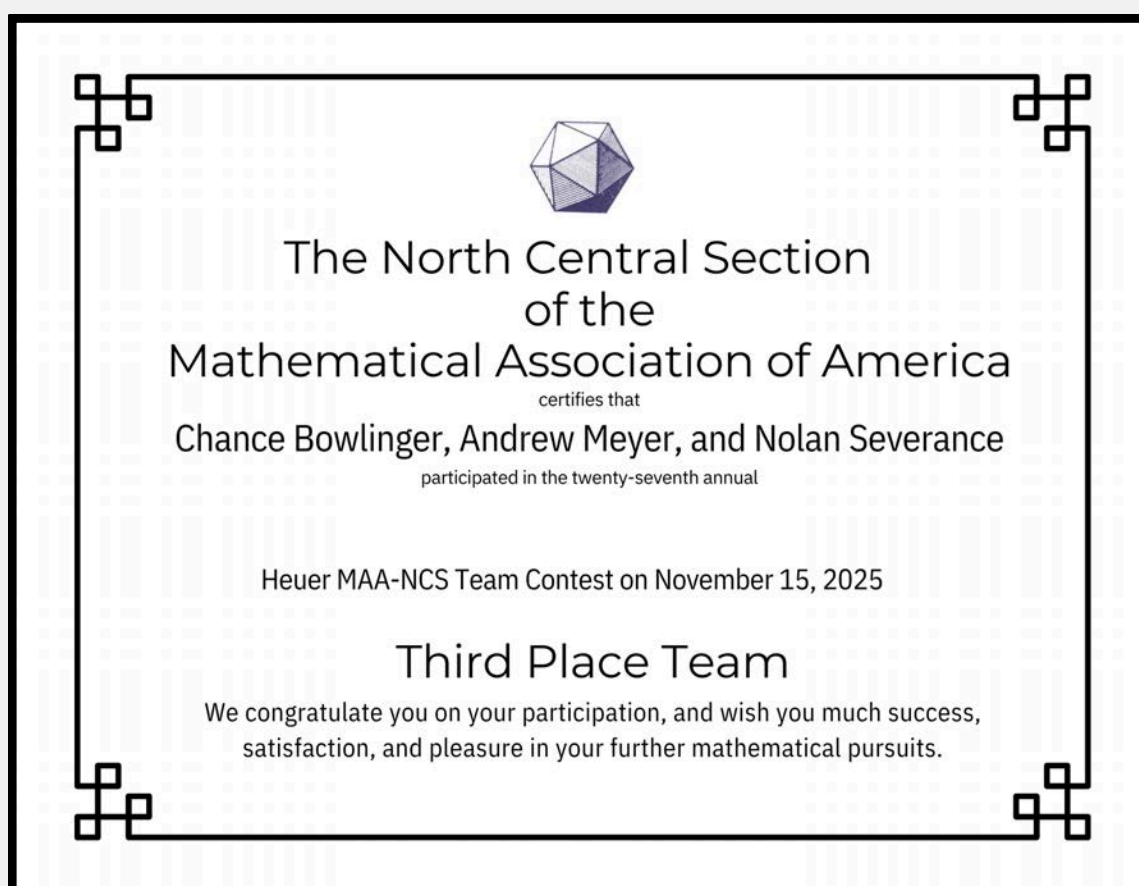 The North Central Section
of the
Mathematical Association of America
certifies that
Chance Bowlinger, Andrew Meyer, and Nolan Severance
participated in the twenty-seventh annual
Heuer MAA-NCS Team Contest on November 15, 2025
Third Place Team
We congratulate you on your participation, and wish you much success,
satisfaction, and pleasure in your further mathematical pursuits.